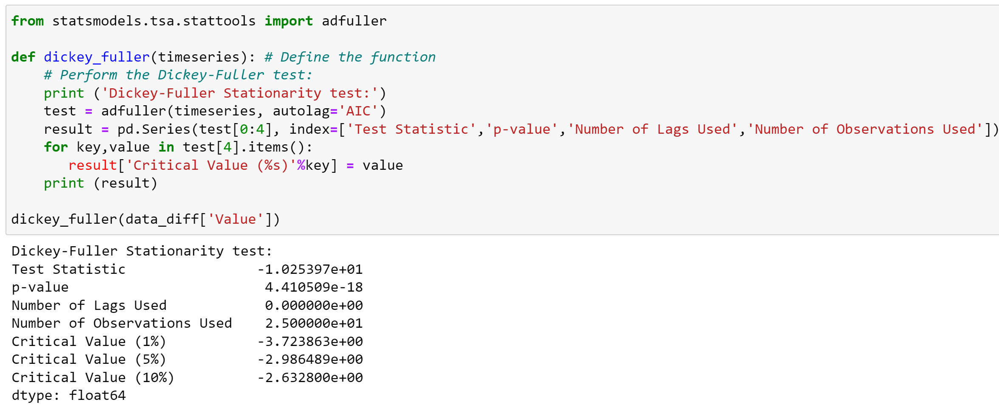 from statsmodels.tsa.stattools import adfuller
def dickey_fuller(timeseries): # Define the function
    # Perform the Dickey-Fuller test:
    print ('Dickey-Fuller Stationarity test:')
    test = adfuller(timeseries, autolag='AIC')
    result = pd.Series(test[0:4], index=['Test Statistic','p-value','Number of Lags Used','Number of Observations Used'])
    for key,value in test[4].items():
       result['Critical Value (%s)'%key] = value
    print (result)
dickey_fuller(data_diff['Value'])
Dickey-Fuller Stationarity test:
Test Statistic                -1.025397e+01
p-value                        4.410509e-18
Number of Lags Used            0.000000e+00
Number of Observations Used    2.500000e+01
Critical Value (1%)           -3.723863e+00
Critical Value (5%)           -2.986489e+00
Critical Value (10%)          -2.632800e+00
dtype: float64